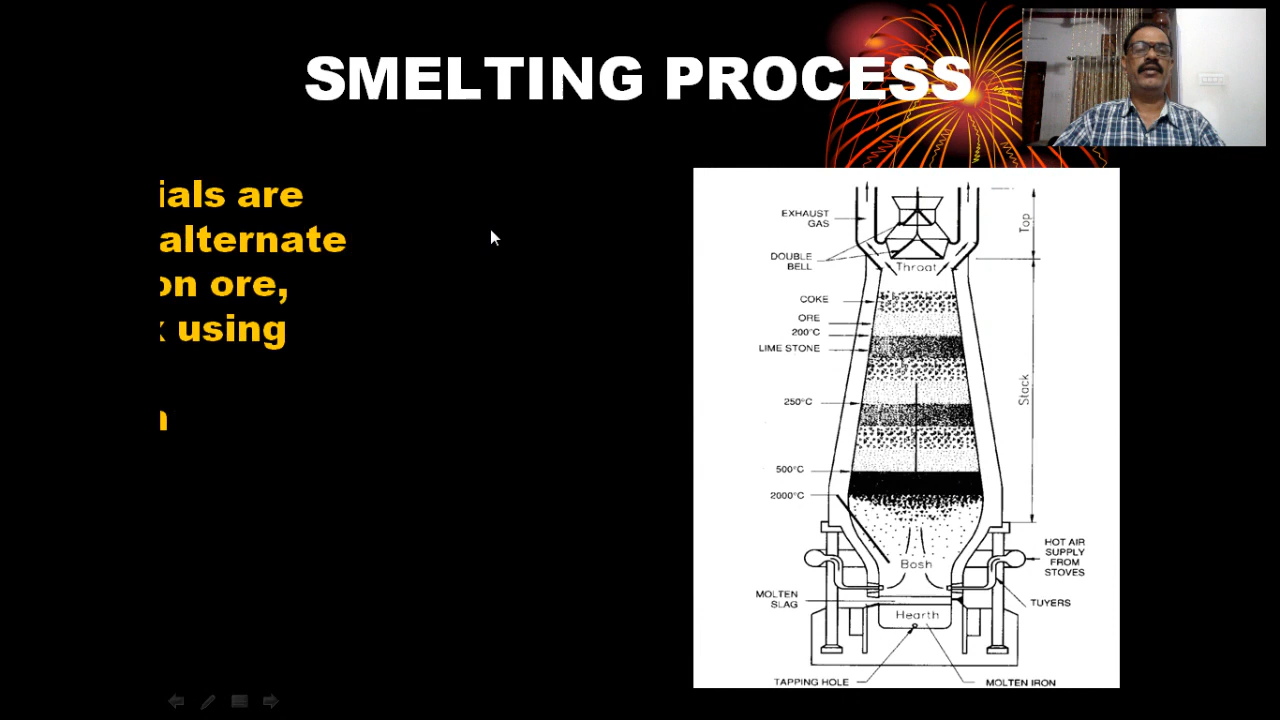 SMELTING PROCESS
ials are
alternate
on ore,
using
EXHAUST
GAS
DOUBLE
BELL
Throat
Top
COKE
ORE
200°C
LIME STONE
250°C
Stack
500°C
2000°C
HOT AIR
SUPPLY
FROM
STOVES
Bosh
MOLTEN
SLAG
TUYERS
Hearth
TAPPING HOLE
MOLTEN IRON